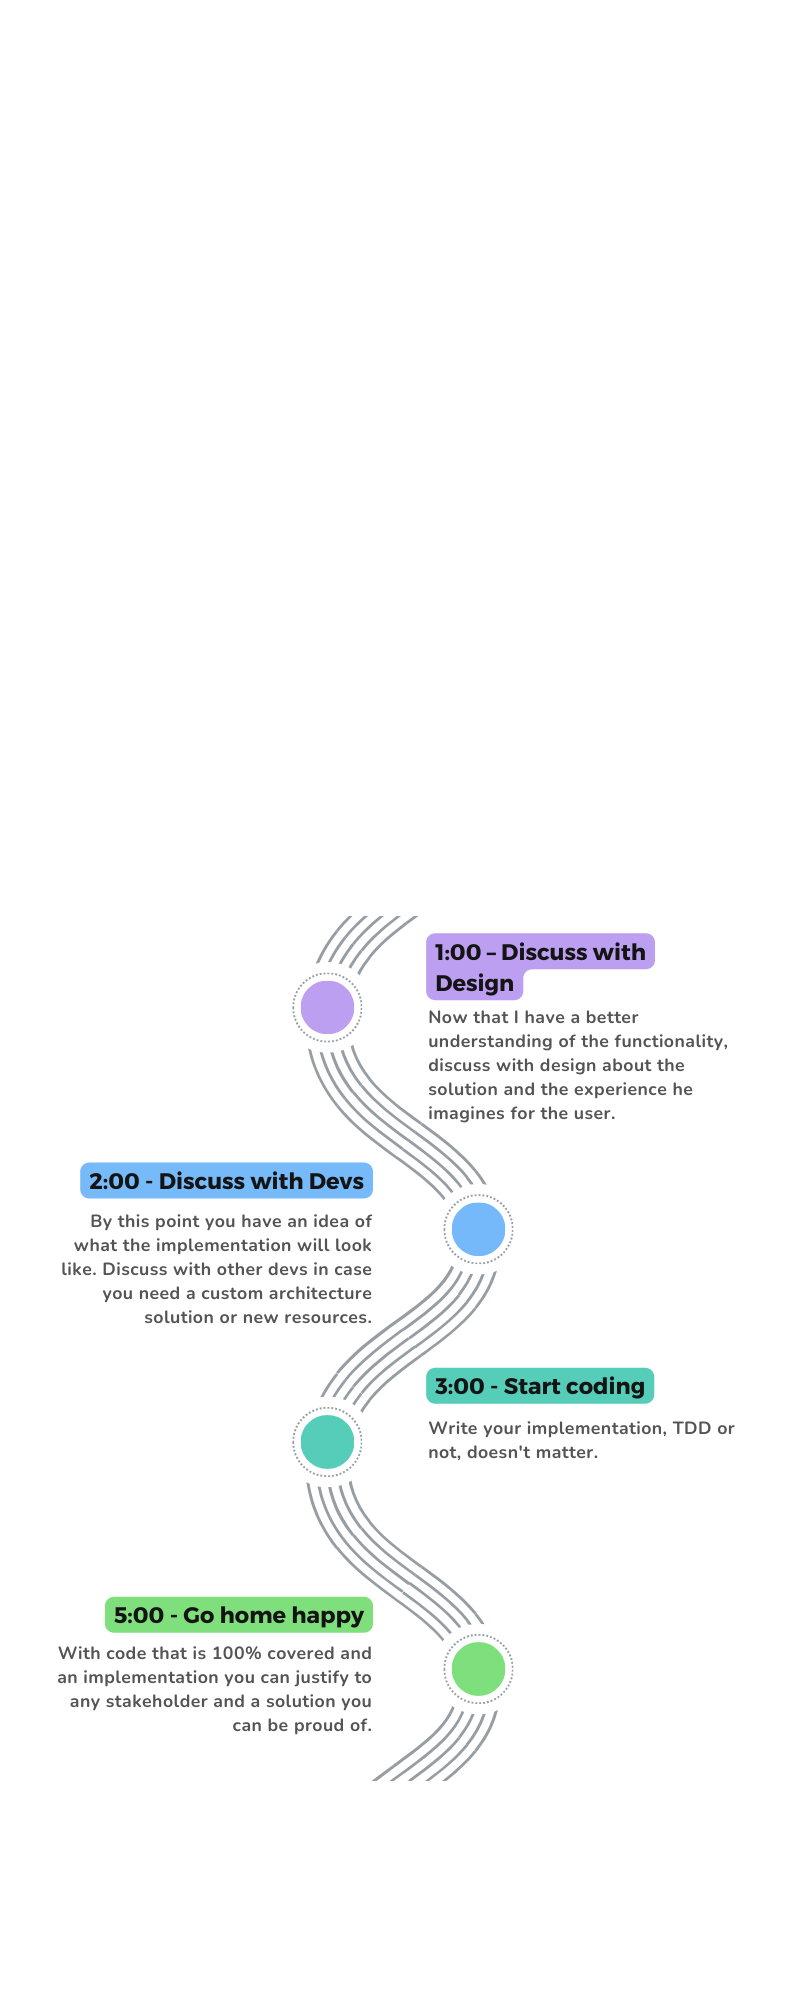 1:00 – Discuss with
Design
Now that I have a better
understanding of the functionality,
discuss with design about the
solution and the experience he
imagines for the user.
2:00 - Discuss with Devs
By this point you have an idea of
what the implementation will look
like. Discuss with other devs in case
you need a custom architecture
solution or new resources.
3:00 - Start coding
Write your implementation, TDD or
not, doesn't matter.
5:00 - Go home happy
With code that is 100% covered and
an implementation you can justify to
any stakeholder and a solution you
can be proud of.